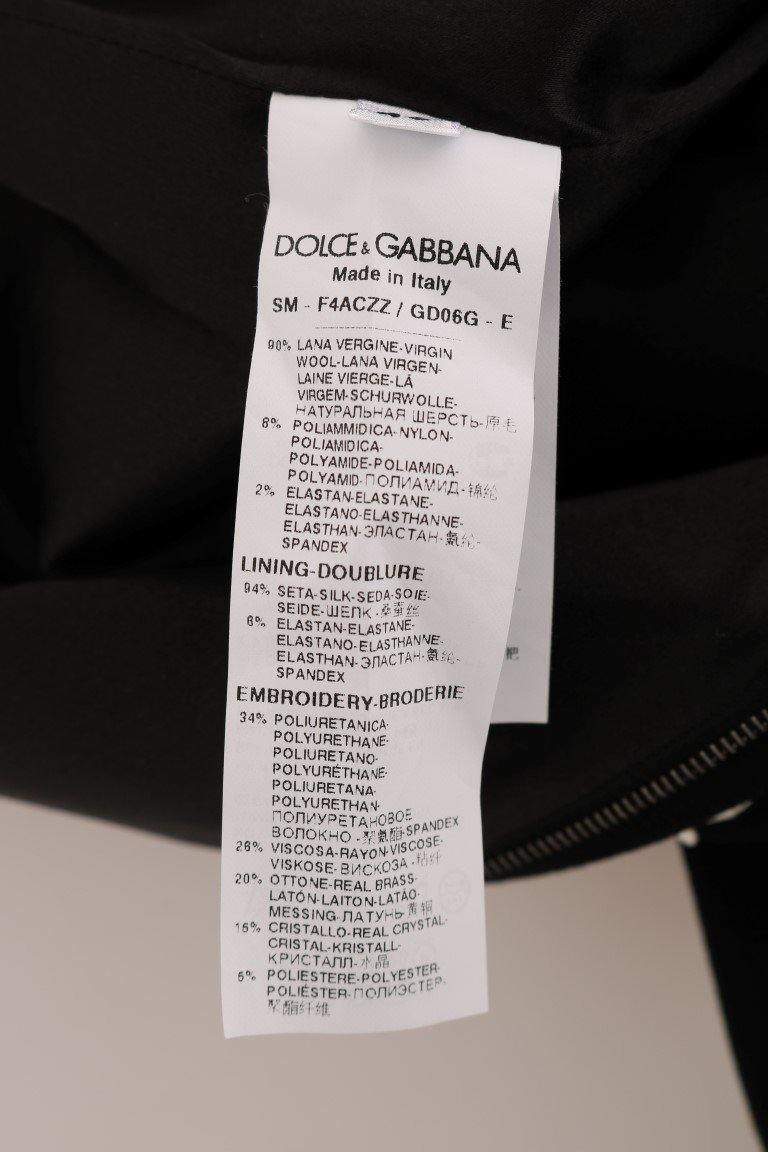 DOLCE & GABBANA
Made in Italy
SM - F4ACZZ / GD06G - E
90% LANA VERGINE-VIRGIN
WOOL-LANA VIRGEN-
LAINE VIERGE-LÃ
VIRGEM-SCHURWOLLE-
НАТУРАЛЬНАЯ ШЕРСТЬ-原毛
8% POLIAMMIDICA-NYLON-
POLIAMIDICA-
POLYAMIDE-POLIAMIDA-
POLYAMID-ПОЛИАМИД-锦纶
2% ELASTAN-ELASTANE-
ELASTANO-ELASTHANNE-
ELASTHAN-ЭЛАСТАН-氨纶-
SPANDEX
LINING-DOUBLURE
94% SETA-SILK-SEDA-SOIE-
SEIDE-ШЕЛК-桑蚕丝
6% ELASTAN-ELASTANE-
ELASTANO-ELASTHANNE-
ELASTHAN-ЭЛАСТАН-氨纶-
SPANDEX
EMBROIDERY-BRODERIE
34% POLIURETANICA-
POLYURETHANE-
POLIURETANO-
POLYURÉTHANE-
POLIURETANA-
POLYURETHAN-
ПОЛИУРЕТАНОВОЕ
ВОЛОКНО-聚氨酯-SPANDEX
26% VISCOSA-RAYON-VISCOSE-
VISKOSE-ВИСКОЗА-粘纤
20% OTTONE-REAL BRASS-
LATÓN-LAITON-LATÃO-
MESSING-ЛАТУНЬ-黄铜
15% CRISTALLO-REAL CRYSTAL-
CRISTAL-KRISTALL-
КРИСТАЛЛ-水晶
5% POLIESTERE-POLYESTER-
POLIÉSTER-ПОЛИЭСТЕР-
聚酯纤维